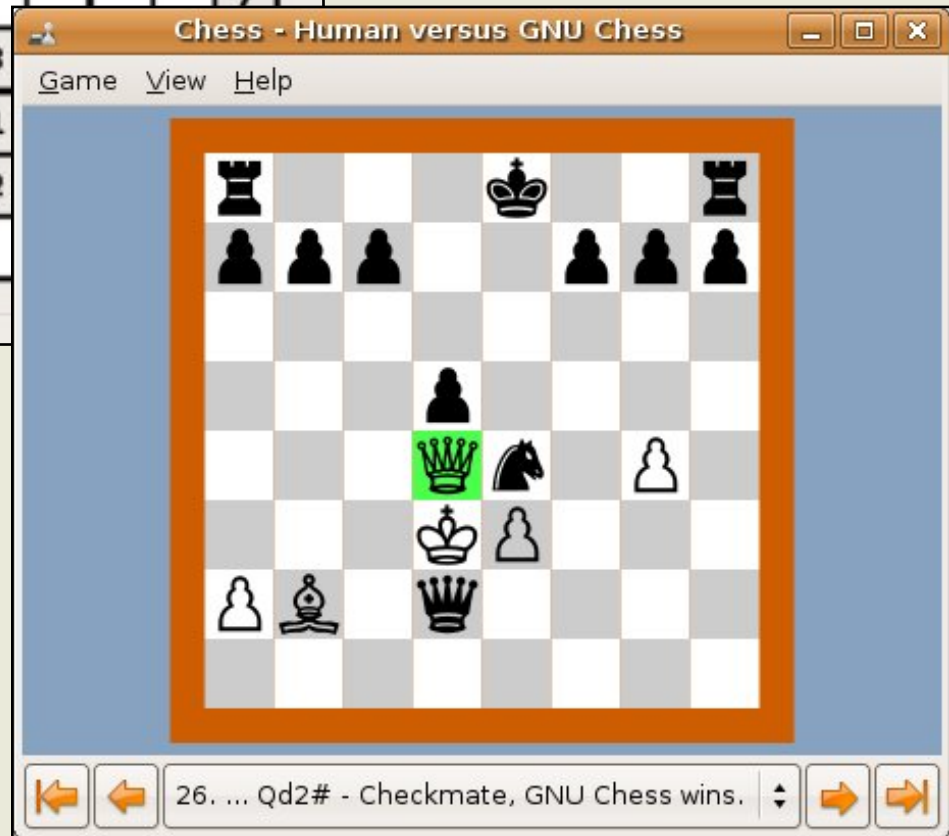 Chess - Human versus GNU Chess
Game View Help
26. ... Qd2# - Checkmate, GNU Chess wins.